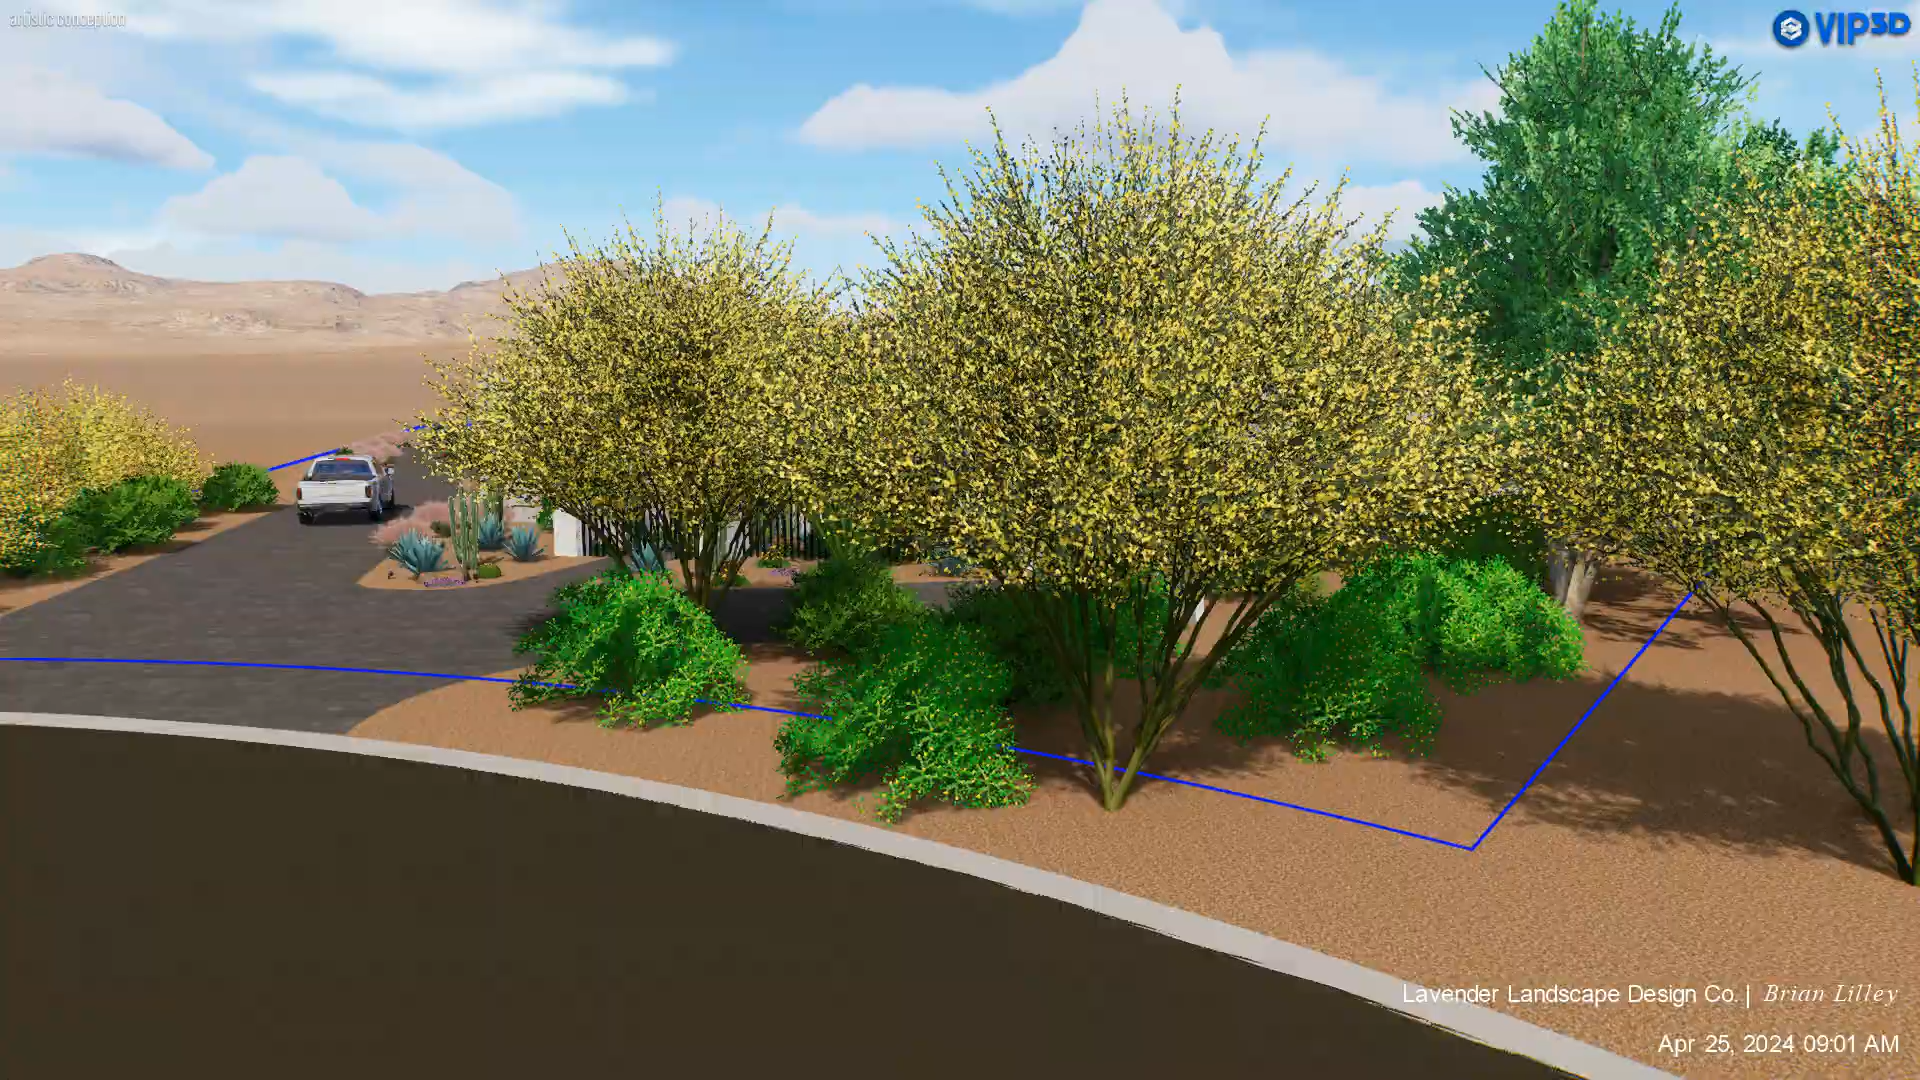 artistic conception
VIP3D
Lavender Landscape Design Co. | Brian Lilley
Apr 25, 2024 09:01 AM